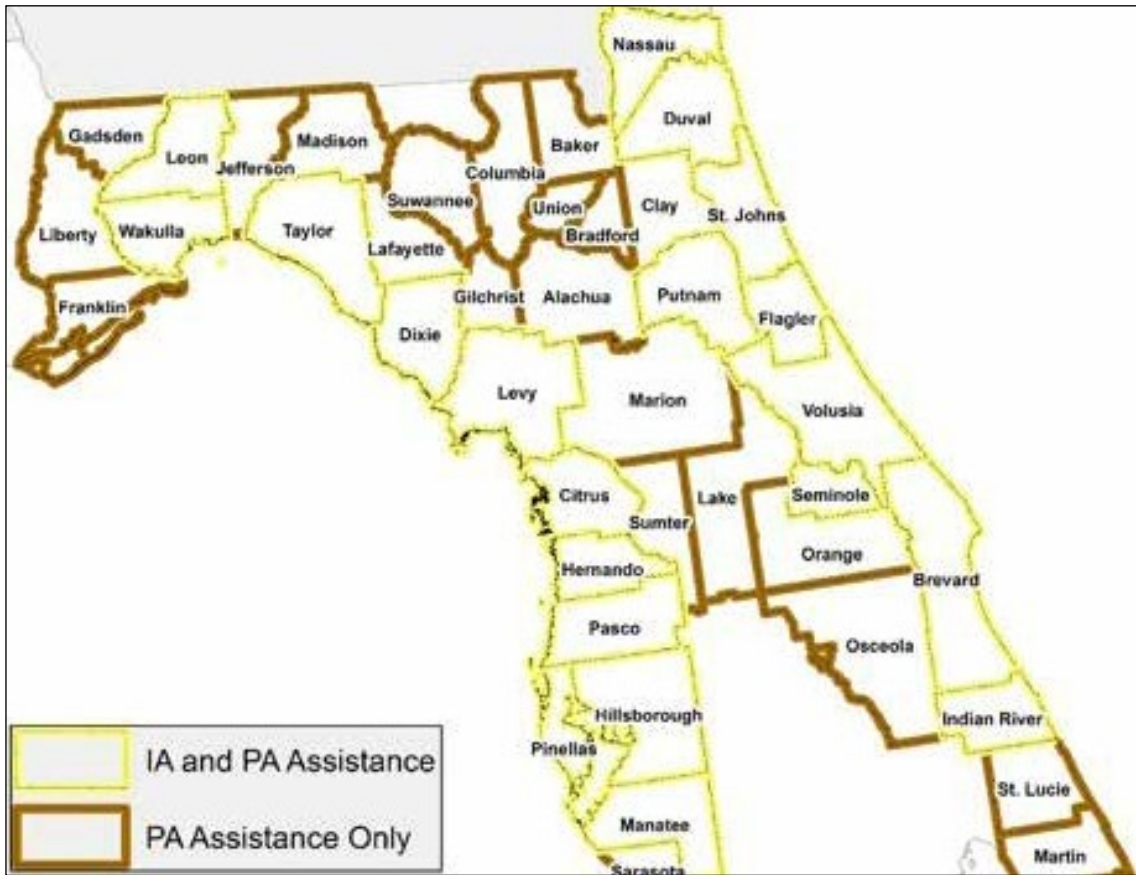 Nassau
Duval
Gadsden
Leon
Jefferson
Madison
Baker
Columbia
Suwannee
Union
Bradford
Clay
St. Johns
Liberty
Wakulla
Taylor
Lafayette
Franklin
Gilchrist
Alachua
Putnam
Flagler
Dixie
Levy
Marion
Volusia
Citrus
Sumter
Lake
Seminole
Orange
Hernando
Brevard
Pasco
Osceola
Hillsborough
Indian River
Pinellas
St. Lucie
Manatee
Martin
Sarasota
IA and PA Assistance
PA Assistance Only